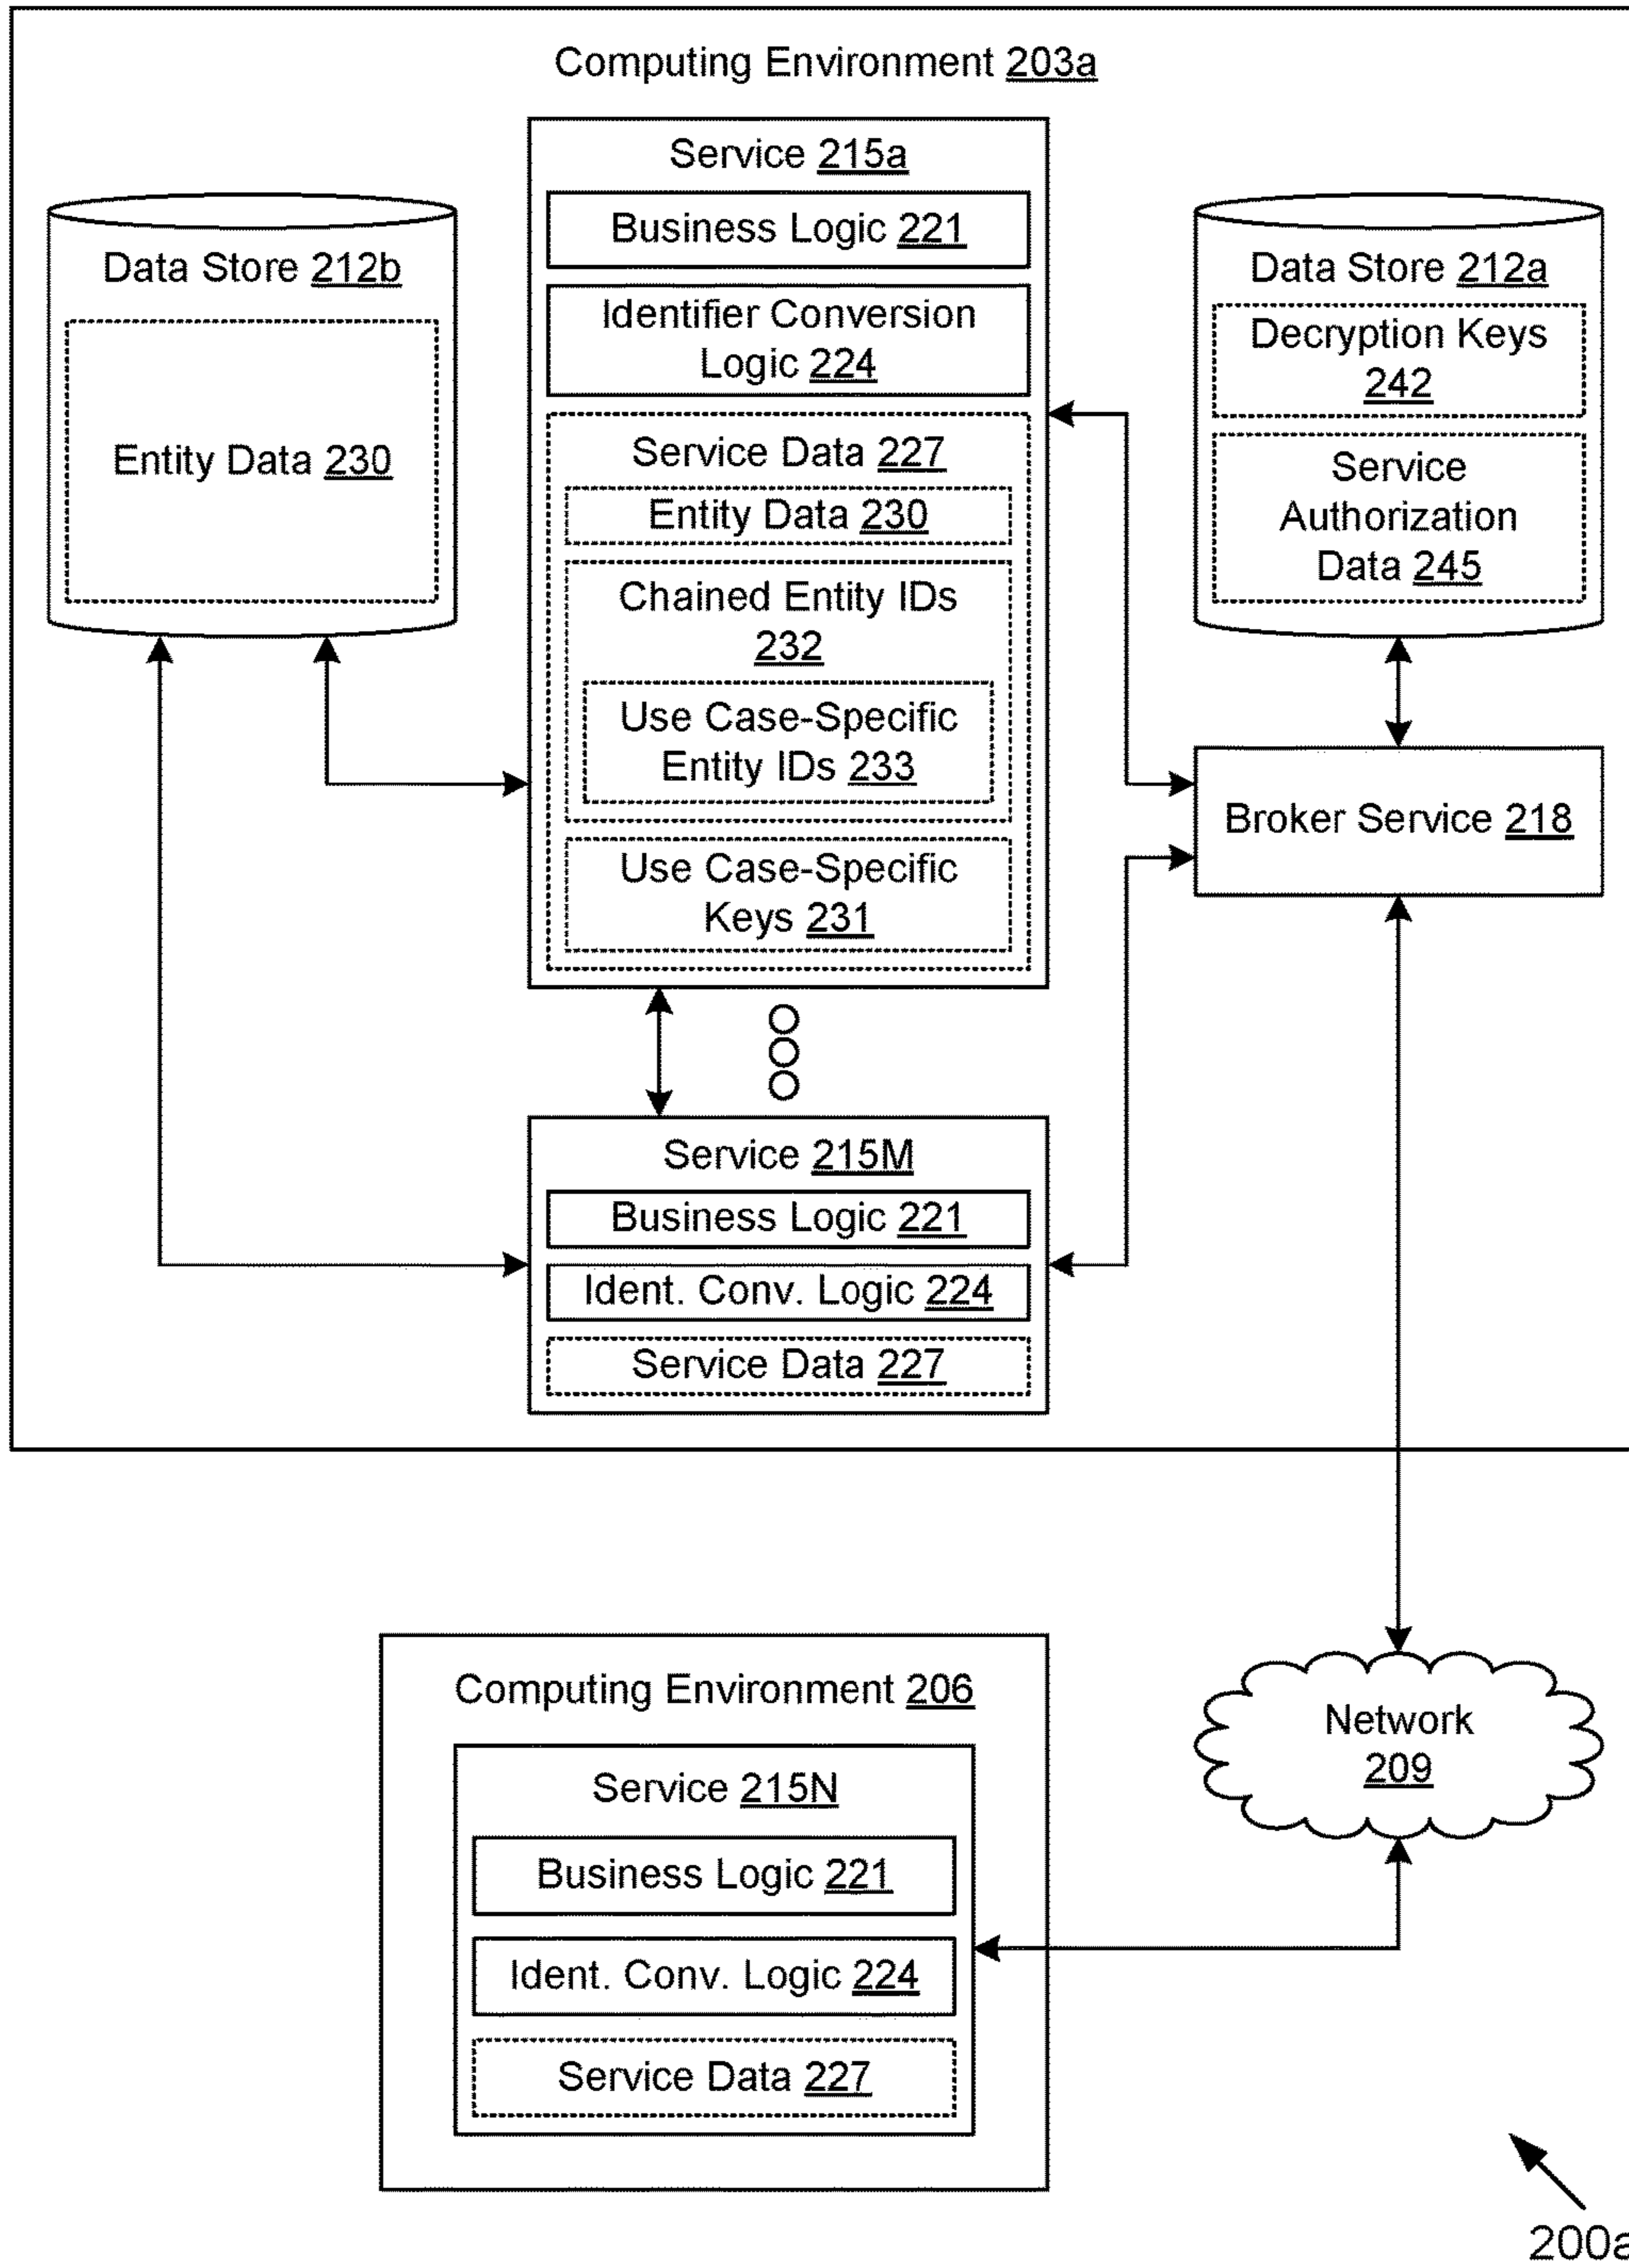 Computing Environment 203a
Service 215a
Business Logic 221
Identifier Conversion
Logic 224
Service Data 227
Entity Data 230
Chained Entity IDs
232
Use Case-Specific
Entity IDs 233
Use Case-Specific
Keys 231
Data Store 212b
Entity Data 230
Data Store 212a
Decryption Keys
242
Service
Authorization
Data 245
Broker Service 218
Service 215M
Business Logic 221
Ident. Conv. Logic 224
Service Data 227
Computing Environment 206
Service 215N
Business Logic 221
Ident. Conv. Logic 224
Service Data 227
Network
209
200a